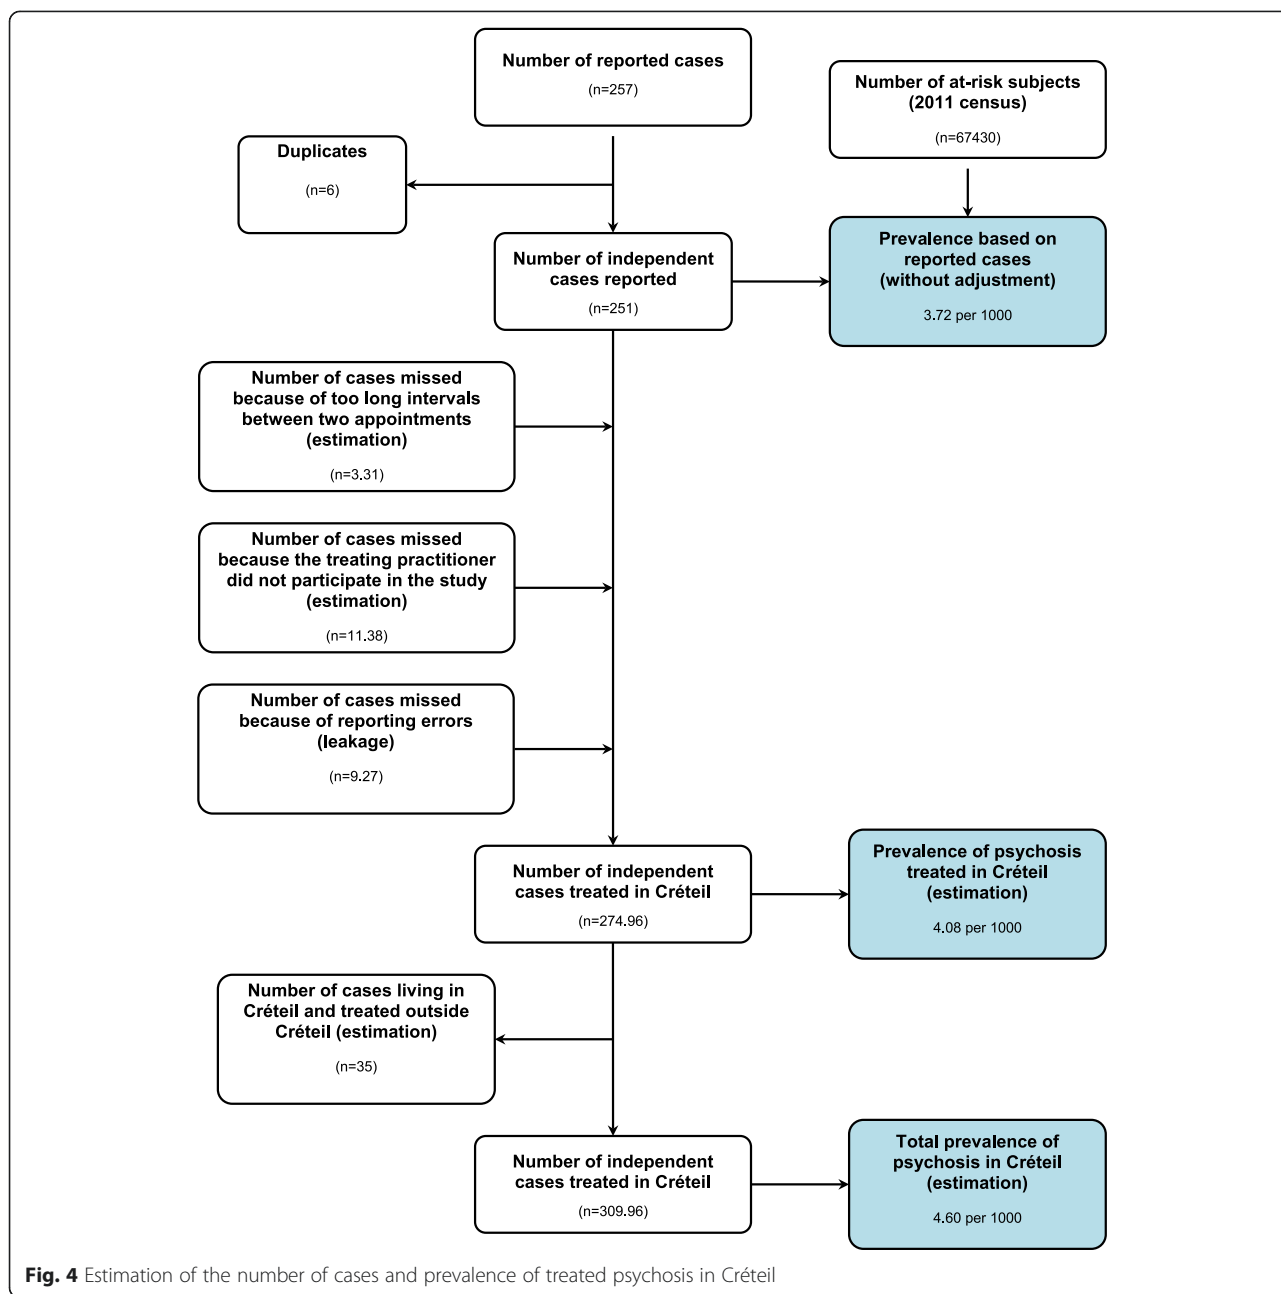 Number of reported cases
(n=257)
Number of at-risk subjects
(2011 census)
(n=67430)
Duplicates
(n=6)
Number of independent
cases reported
(n=251)
Prevalence based on
reported cases
(without adjustment)
3.72 per 1000
Number of cases missed
because of too long intervals
between two appointments
(estimation)
(n=3.31)
Number of cases missed
because the treating practitioner
did not participate in the study
(estimation)
(n=11.38)
Number of cases missed
because of reporting errors
(leakage)
(n=9.27)
Number of independent
cases treated in Créteil
(n=274.96)
Prevalence of psychosis
treated in Créteil
(estimation)
4.08 per 1000
Number of cases living in
Créteil and treated outside
Créteil (estimation)
(n=35)
Number of independent
cases treated in Créteil
(n=309.96)
Total prevalence of
psychosis in Créteil
(estimation)
4.60 per 1000
Fig. 4 Estimation of the number of cases and prevalence of treated psychosis in Créteil